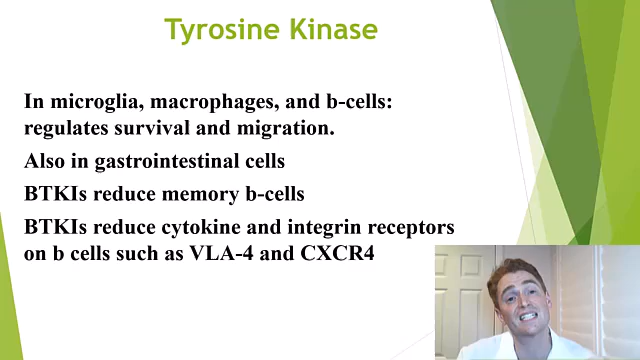 Tyrosine Kinase
In microglia, macrophages, and b-cells:
regulates survival and migration.
Also in gastrointestinal cells
BTKIs reduce memory b-cells
BTKIs reduce cytokine and integrin receptors
on b cells such as VLA-4 and CXCR4